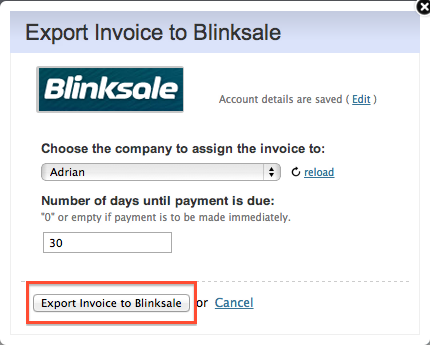 Export Invoice to Blinksale
Blinksale
Account details are saved ( Edit )
Choose the company to assign the invoice to:
Adrian
reload
Number of days until payment is due:
"0" or empty if payment is to be made immediately.
30
Export Invoice to Blinksale or Cancel